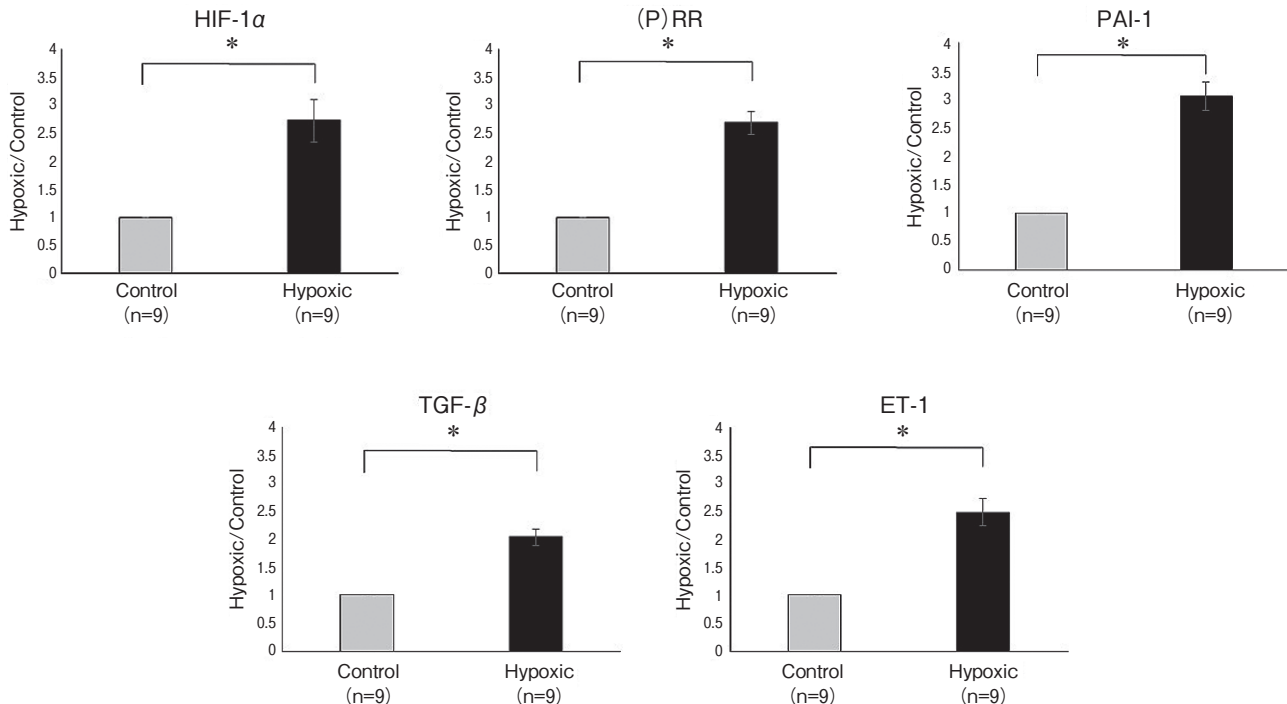 HIF-1α
*
Hypoxic/Control
4
3.5
3
2.5
2
1.5
1
0.5
0
Control
(n=9)
Hypoxic
(n=9)
(P)RR
*
Hypoxic/Control
4
3.5
3
2.5
2
1.5
1
0.5
0
Control
(n=9)
Hypoxic
(n=9)
PAI-1
*
Hypoxic/Control
4
3.5
3
2.5
2
1.5
1
0.5
0
Control
(n=9)
Hypoxic
(n=9)
TGF-β
*
Hypoxic/Control
4
3.5
3
2.5
2
1.5
1
0.5
0
Control
(n=9)
Hypoxic
(n=9)
ET-1
*
Hypoxic/Control
4
3.5
3
2.5
2
1.5
1
0.5
0
Control
(n=9)
Hypoxic
(n=9)